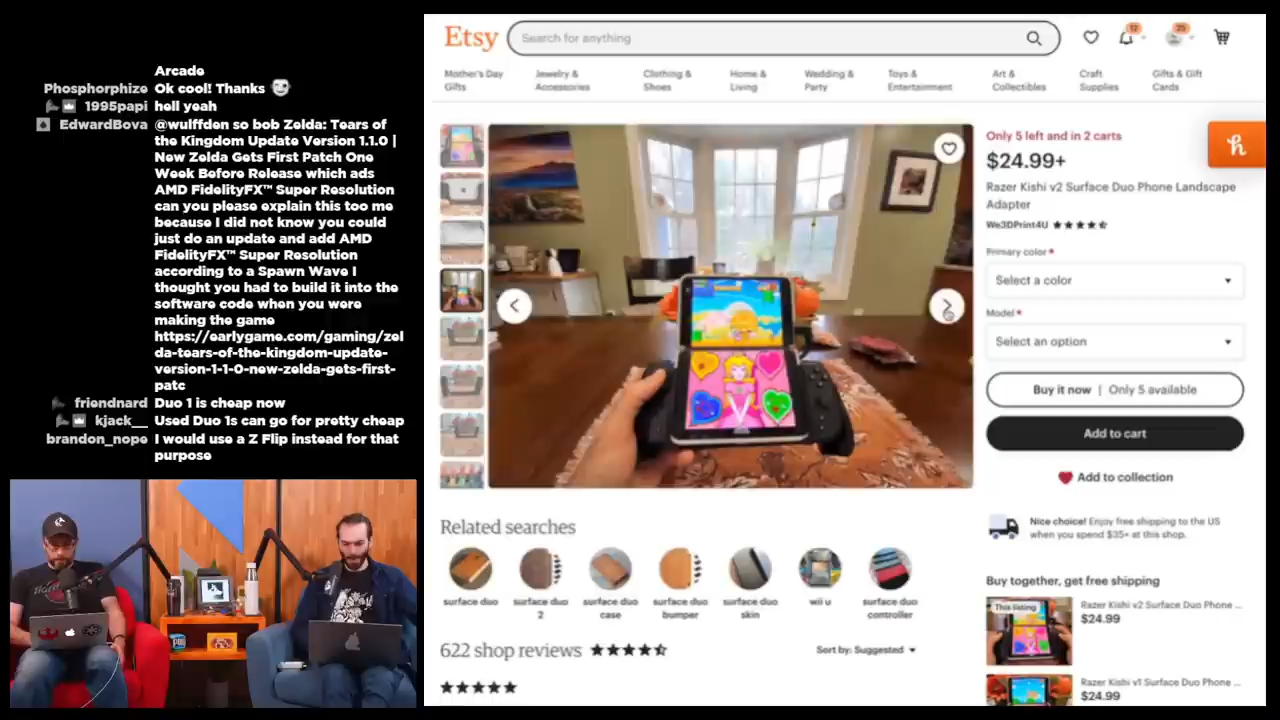 Arcade
Phosphorphize Ok cool! Thanks
1995papi hell yeah
EdwardBova @wulffden so bob Zelda: Tears of
the Kingdom Update Version 1.1.0 |
New Zelda Gets First Patch One
Week Before Release which ads
AMD FidelityFX™ Super Resolution
can you please explain this too me
because I did not know you could
just do an update and add AMD
FidelityFX™ Super Resolution
according to a Spawn Wave I
thought you had to build it into the
software code when you were
making the game
https://earlygame.com/gaming/zel
da-tears-of-the-kingdom-update-
version-1-1-0-new-zelda-gets-first-
patc
friendnard Duo 1 is cheap now
kjack__ Used Duo 1s can go for pretty cheap
brandon_nope I would use a Z Flip instead for that
purpose
Etsy
Search for anything
12
25
Mother's Day
Gifts
Jewelry &
Accessories
Clothing &
Shoes
Home &
Living
Wedding &
Party
Toys &
Entertainment
Art &
Collectibles
Craft
Supplies
Gifts & Gift
Cards
Only 5 left and in 2 carts
$24.99+
Razer Kishi v2 Surface Duo Phone Landscape
Adapter
We3DPrint4U
Primary color *
Select a color
Model *
Select an option
Buy it now | Only 5 available
Add to cart
Add to collection
Nice choice! Enjoy free shipping to the US
when you spend $35+ at this shop.
Buy together, get free shipping
This listing
Razer Kishi v2 Surface Duo Phone ...
$24.99
Razer Kishi v1 Surface Duo Phone ...
$24.99
Related searches
surface duo
surface duo
2
surface duo
case
surface duo
bumper
surface duo
skin
wii u
surface duo
controller
622 shop reviews
Sort by: Suggested